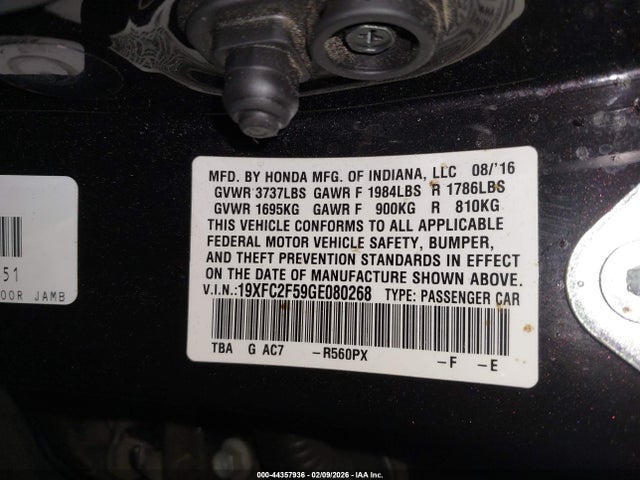 MFD. BY HONDA MFG. OF INDIANA, LLC 08/'16
GVWR 3737LBS GAWR F 1984LBS R 1786LBS
GVWR 1695KG GAWR F 900KG R 810KG
THIS VEHICLE CONFORMS TO ALL APPLICABLE
FEDERAL MOTOR VEHICLE SAFETY, BUMPER,
AND THEFT PREVENTION STANDARDS IN EFFECT
ON THE DATE OF MANUFACTURE SHOWN ABOVE.
V.I.N.:19XFC2F59GE080268 TYPE: PASSENGER CAR
TBA G AC7 -R560PX -F -E
51
OOR JAMB
000-44357936 - 02/09/2026 - IAA Inc.